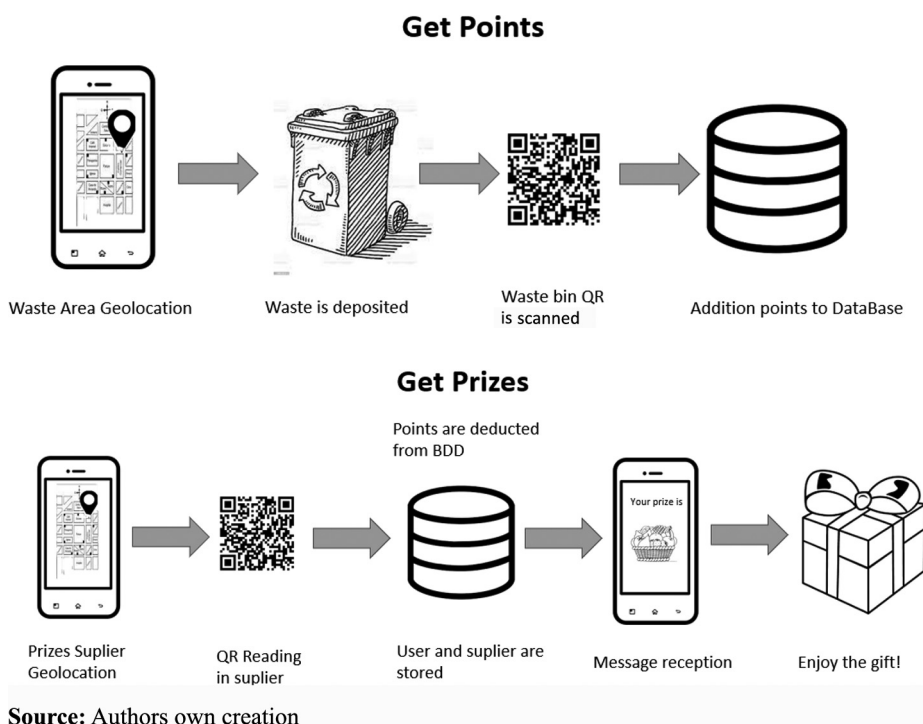 Get Points
Waste Area Geolocation
Waste is deposited
Waste bin QR
is scanned
Addition points to DataBase
Get Prizes
Points are deducted
from BDD
Your prize is
Prizes Suplier
Geolocation
QR Reading
in suplier
User and suplier are
stored
Message reception
Enjoy the gift!
Source: Authors own creation